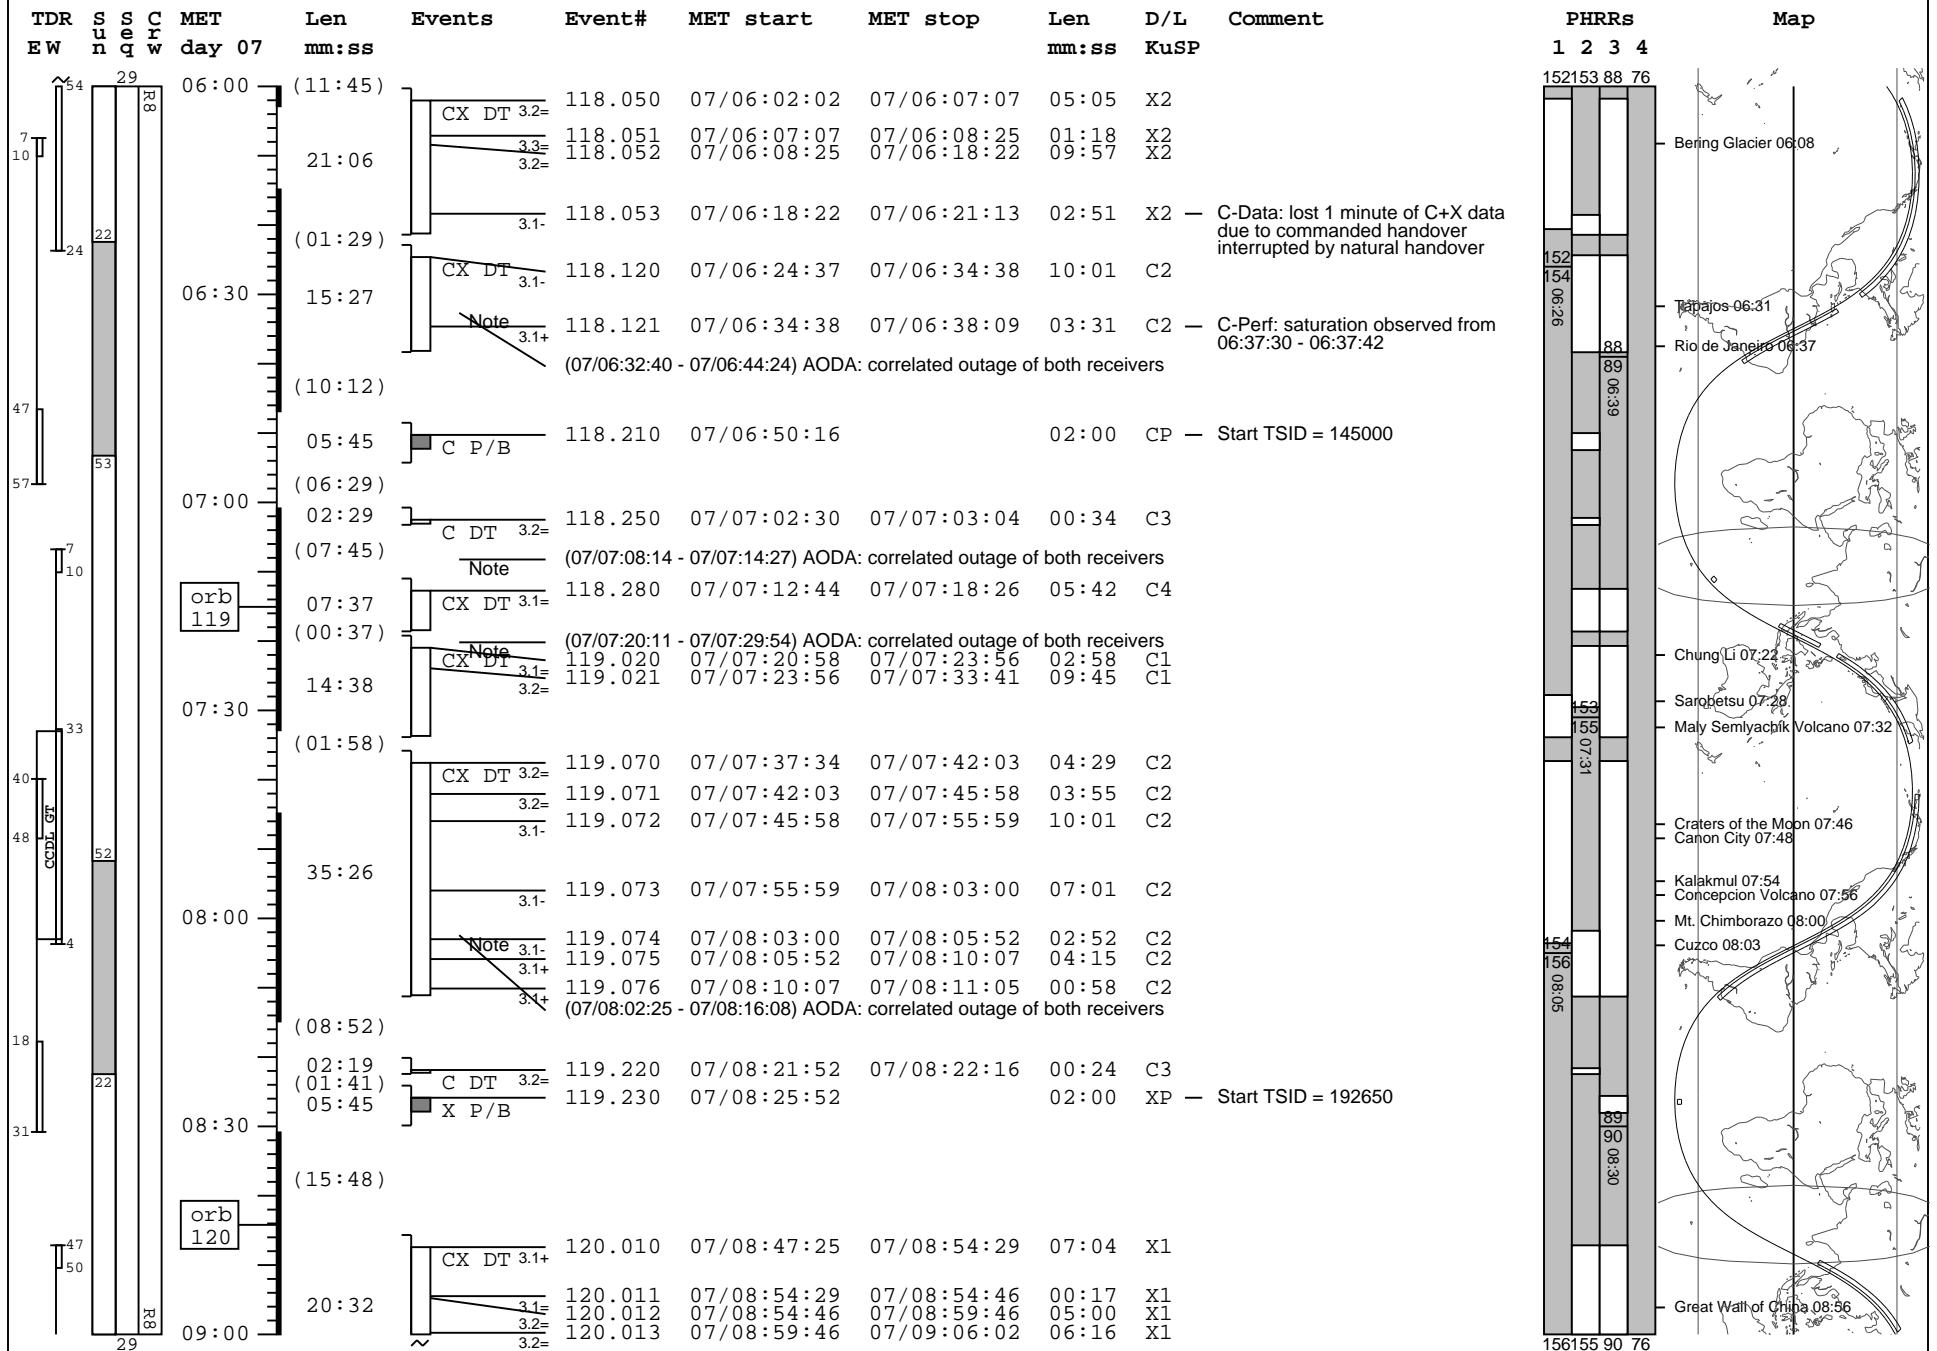 TDR Sun Seq Crw MET Len Events Event# MET start MET stop Len D/L Comment PHRRs Map
E W day 07 mm:ss mm:ss KuSP 1 2 3 4
54 29 R8 06:00 (11:45) 152 153 88 76
CX DT 3.2= 118.050 07/06:02:02 07/06:07:07 05:05 X2
7 3.3= 118.051 07/06:07:07 07/06:08:25 01:18 X2
Bering Glacier 06:08
10 21:06 3.2= 118.052 07/06:08:25 07/06:18:22 09:57 X2
3.1- 118.053 07/06:18:22 07/06:21:13 02:51 X2 C-Data: lost 1 minute of C+X data
due to commanded handover
interrupted by natural handover
22 24 (01:29)
152
CX DT 3.1- 118.120 07/06:24:37 07/06:34:38 10:01 C2
154 06:26
06:30 15:27
Tapajos 06:31
Note
3.1+ 118.121 07/06:34:38 07/06:38:09 03:31 C2 C-Perf: saturation observed from
06:37:30 - 06:37:42
88 Rio de Janeiro 06:37
(07/06:32:40 - 07/06:44:24) AODA: correlated outage of both receivers
89 06:39
(10:12)
47
05:45 C P/B 118.210 07/06:50:16 02:00 CP Start TSID = 145000
53
57 (06:29)
07:00
02:29 C DT 3.2= 118.250 07/07:02:30 07/07:03:04 00:34 C3
7 (07:45)
Note (07/07:08:14 - 07/07:14:27) AODA: correlated outage of both receivers
10
orb 119
07:37 CX DT 3.1= 118.280 07/07:12:44 07/07:18:26 05:42 C4
(00:37)
Note (07/07:20:11 - 07/07:29:54) AODA: correlated outage of both receivers
CX DT 3.1= 119.020 07/07:20:58 07/07:23:56 02:58 C1
Chung Li 07:22
14:38 3.2= 119.021 07/07:23:56 07/07:33:41 09:45 C1
Sarobetsu 07:28
07:30 153
33 155 07:31 Maly Semlyachik Volcano 07:32
(01:58)
40 CX DT 3.2= 119.070 07/07:37:34 07/07:42:03 04:29 C2
3.2= 119.071 07/07:42:03 07/07:45:58 03:55 C2
CCDL GT 3.1- 119.072 07/07:45:58 07/07:55:59 10:01 C2
Craters of the Moon 07:46
48 Canon City 07:48
52
35:26
Kalakmul 07:54
3.1- 119.073 07/07:55:59 07/08:03:00 07:01 C2
Concepcion Volcano 07:56
08:00 Mt. Chimborazo 08:00
4 Note 3.1- 119.074 07/08:03:00 07/08:05:52 02:52 C2
154 Cuzco 08:03
3.1+ 119.075 07/08:05:52 07/08:10:07 04:15 C2
156 08:05
3.1+ 119.076 07/08:10:07 07/08:11:05 00:58 C2
(07/08:02:25 - 07/08:16:08) AODA: correlated outage of both receivers
(08:52)
18
02:19 C DT 3.2= 119.220 07/08:21:52 07/08:22:16 00:24 C3
22 (01:41)
05:45 X P/B 119.230 07/08:25:52 02:00 XP Start TSID = 192650
89
08:30
31 90 08:30
(15:48)
orb 120
47 CX DT 3.1+ 120.010 07/08:47:25 07/08:54:29 07:04 X1
50
20:32 3.1= 120.011 07/08:54:29 07/08:54:46 00:17 X1
Great Wall of China 08:56
R8 3.2= 120.012 07/08:54:46 07/08:59:46 05:00 X1
09:00 3.2= 120.013 07/08:59:46 07/09:06:02 06:16 X1
29 156 155 90 76